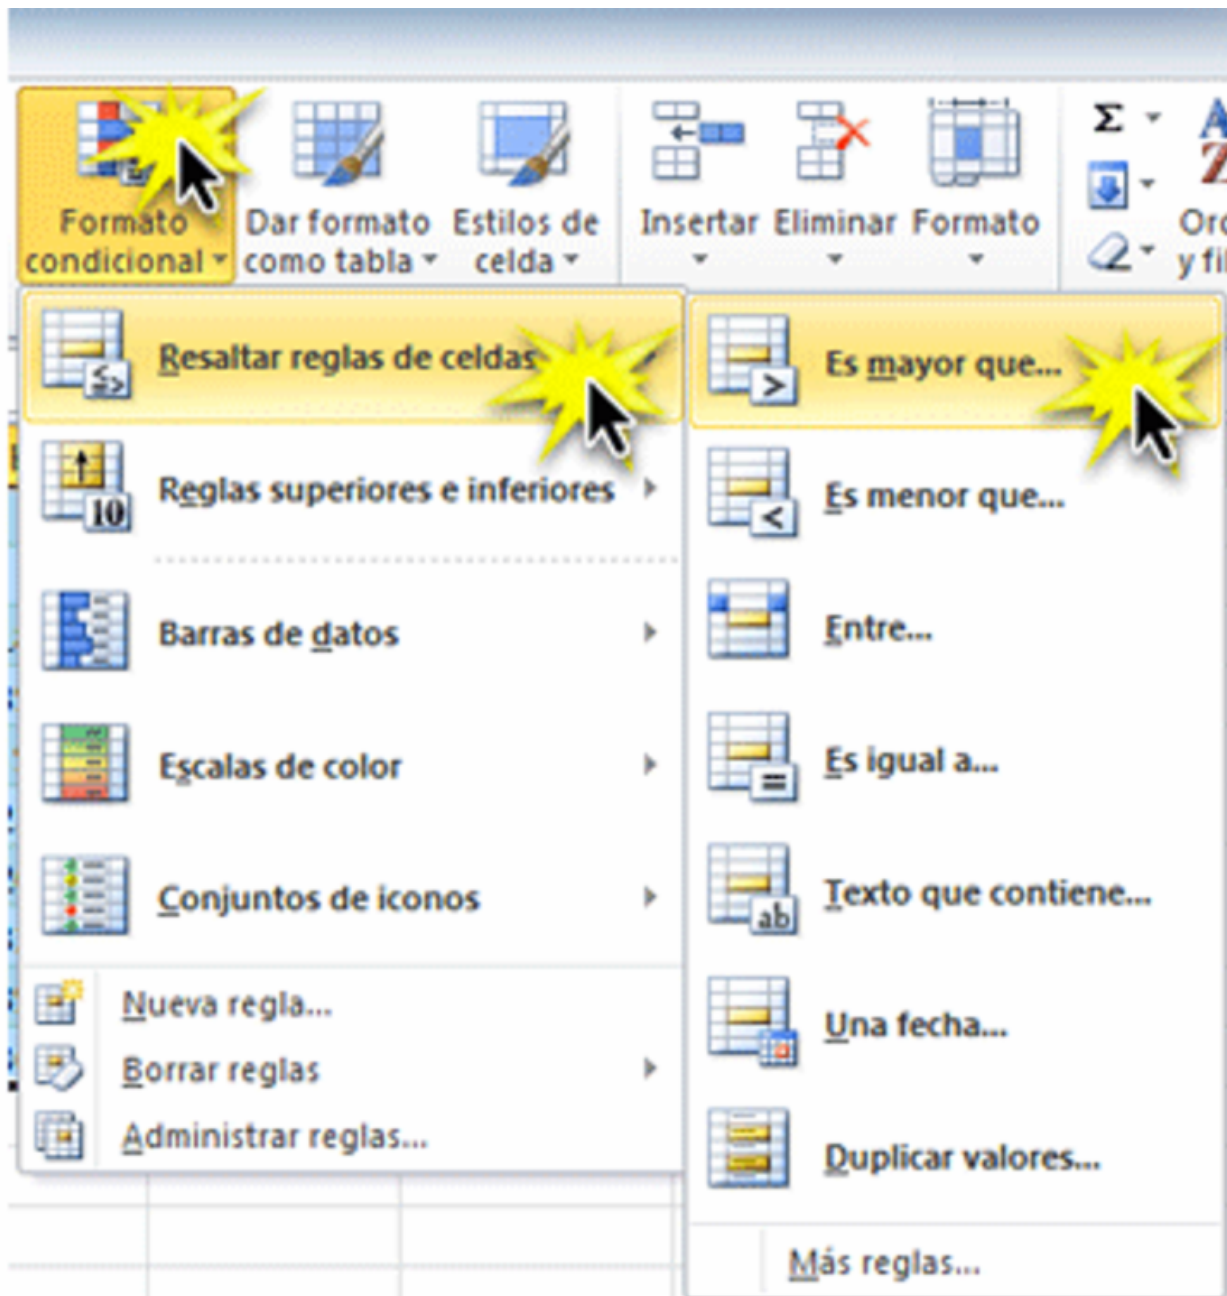 Formato
condicional
Dar formato
como tabla
Estilos de
celda
Insertar
Eliminar
Formato
Σ
y
Resaltar reglas de celdas
Reglas superiores e inferiores
10
Barras de datos
Escalas de color
Conjuntos de iconos
Nueva regla...
Borrar reglas
Administrar reglas...
Es mayor que...
>
Es menor que...
<
Entre...
Es igual a...
=
Texto que contiene...
ab
Una fecha...
Duplicar valores...
Más reglas...